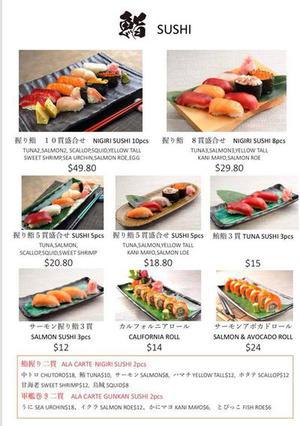 鮨 SUSHI
握り鮨 １０貫盛合せ NIGIRI SUSHI 10pcs
TUNA2,SALMON2, SCALLOP,SQUID,YELLOW TALL
SWEET SHRIMP,SEA URCHIN,SALMON ROE,EGG
$49.80
握り鮨 ８貫盛合せ NIGIRI SUSHI 8pcs
TUNA3,SALMON3,YELLOW TALL
KANI MAYO,SALMON ROE
$29.80
握り鮨５貫盛合せ SUSHI 5pcs
TUNA,SALMON,
SCALLOP,SQUID,SWEET SHRIMP
$20.80
握り鮨５貫盛合せ SUSHI 5pcs
TUNA,SALMON,YELLOW TALL
KANI MAYO,SALMON LOE
$18.80
鮪鮨３貫 TUNA SUSHI 3pcs
$15
サーモン握り鮨３貫
SALMON SUSHI 3pcs
$12
カルフォルニアロール
CALIFORNIA ROLL
$14
サーモンアボカドロール
SALMON & AVOCADO ROLL
$24
鮨握り二貫 ALA CARTE NIGIRI SUSHI 2pcs
中トロ CHUTORO$18, 鮪 TUNA$10, サーモン SALMON$8, ハマチ YELLOW TALL$12, ホタテ SCALLOP$12
甘海老 SWEET SHRIMP$12, 烏賊 SQUID$8
軍艦巻き二貫 ALA CARTE GUNKAN SUSHI 2pcs
うに SEA URCHIN$18, イクラ SALMON ROE$14, かにマヨ KANI MAYO$6, とびっこ FISH ROE$6